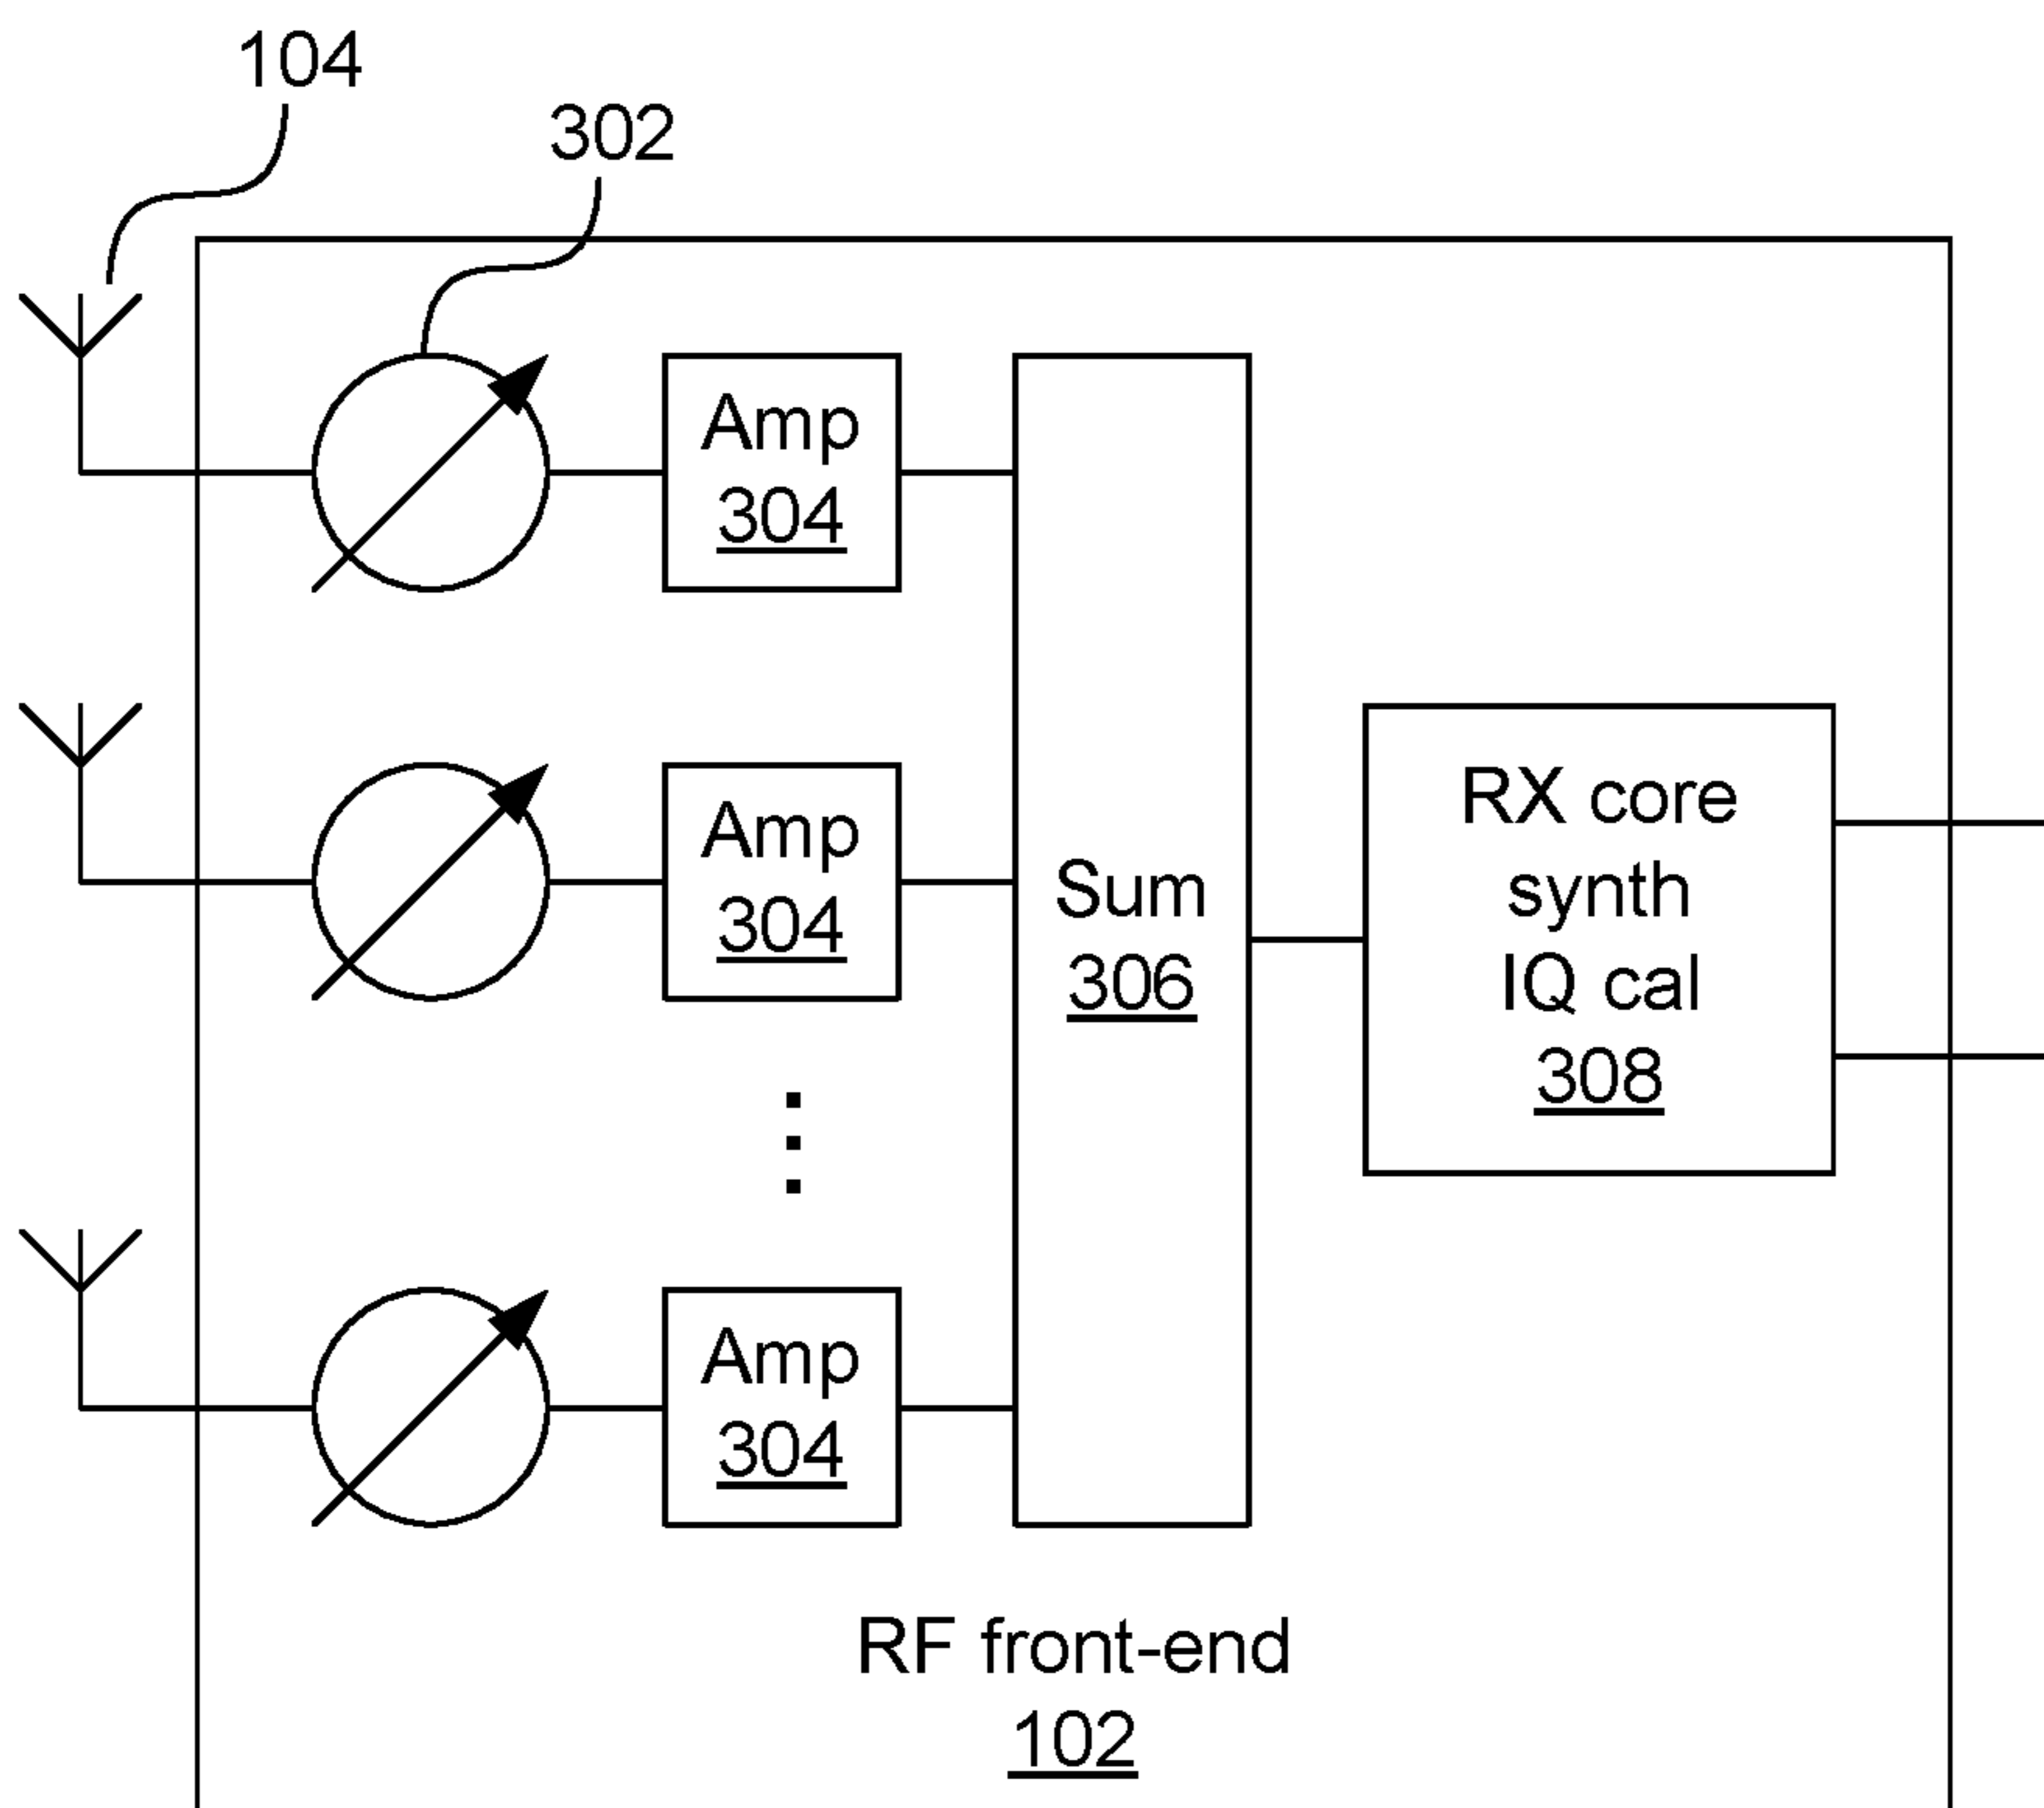 104
302
Amp
304
Amp
304
Sum
306
RX core
synth
IQ cal
308
Amp
304
RF front-end
102